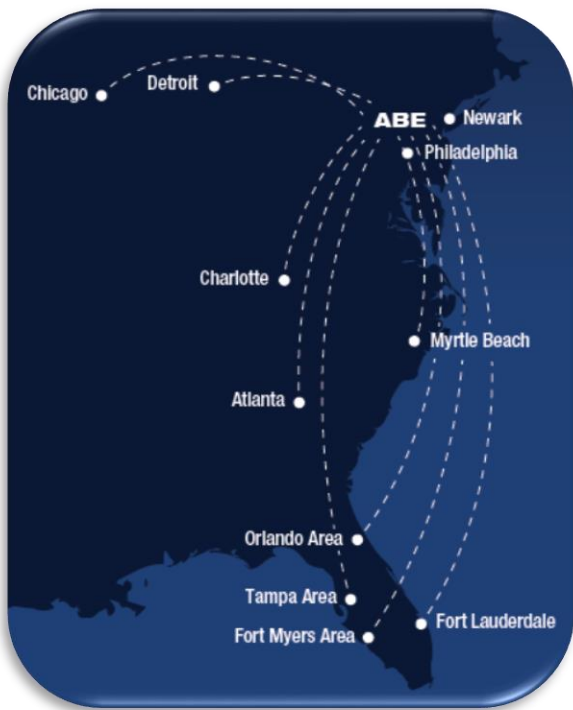 Chicago
Detroit
ABE
Newark
Philadelphia
Charlotte
Myrtle Beach
Atlanta
Orlando Area
Tampa Area
Fort Lauderdale
Fort Myers Area